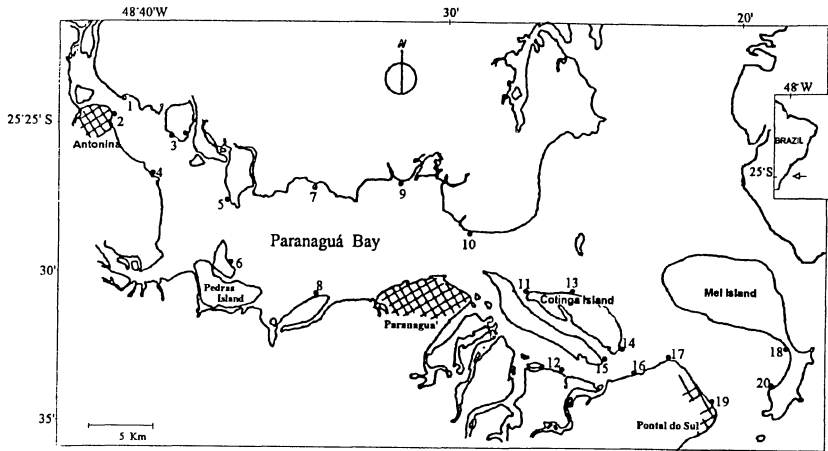 48°40'W
30'
20'
48°W
25°25'S
1
2
Antonina
3
BRAZIL
4
25°S
5
7
9
10
Paranaguá Bay
6
30'
Pedras
Island
8
11
13
Cotinga Island
Mel Island
Paranagua'
14
15
12
16
17
18
20
19
35'
5 Km
Pontal do Sul
N